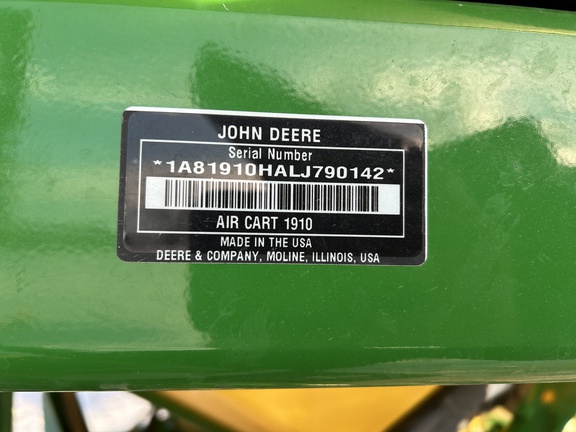 JOHN DEERE
Serial Number
*1A81910HALJ790142*
AIR CART 1910
MADE IN THE USA
DEERE & COMPANY, MOLINE, ILLINOIS, USA